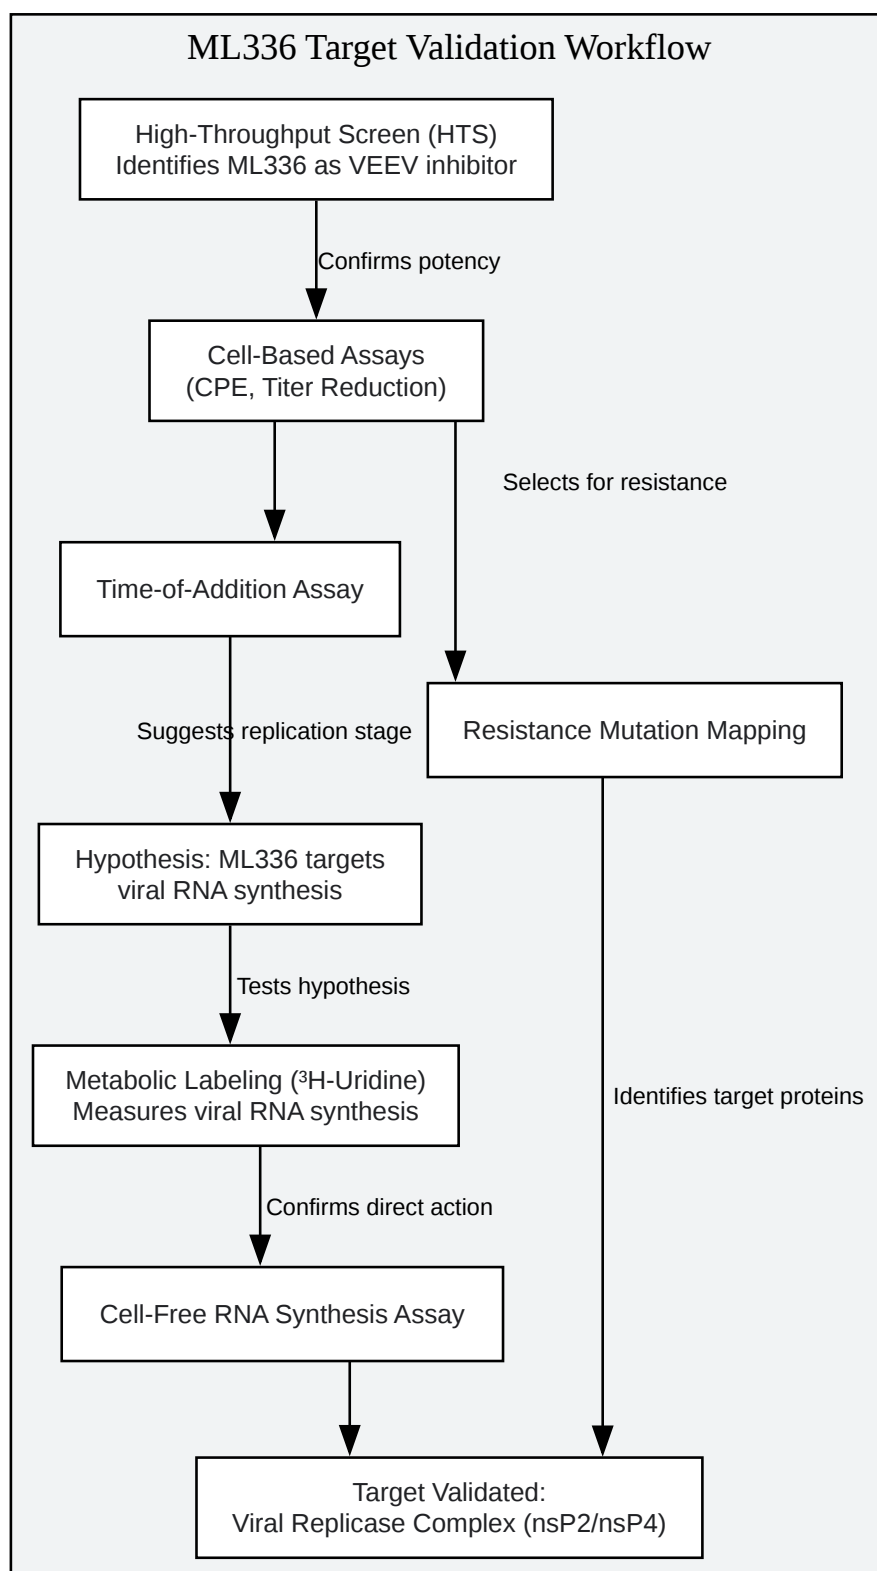 ML336 Target Validation Workflow
High-Throughput Screen (HTS)
Identifies ML336 as VEEV inhibitor
Confirms potency
Cell-Based Assays
(CPE, Titer Reduction)
Selects for resistance
Time-of-Addition Assay
Suggests replication stage
Resistance Mutation Mapping
Hypothesis: ML336 targets
viral RNA synthesis
Tests hypothesis
Metabolic Labeling (³H-Uridine)
Measures viral RNA synthesis
Identifies target proteins
Confirms direct action
Cell-Free RNA Synthesis Assay
Target Validated:
Viral Replicase Complex (nsP2/nsP4)